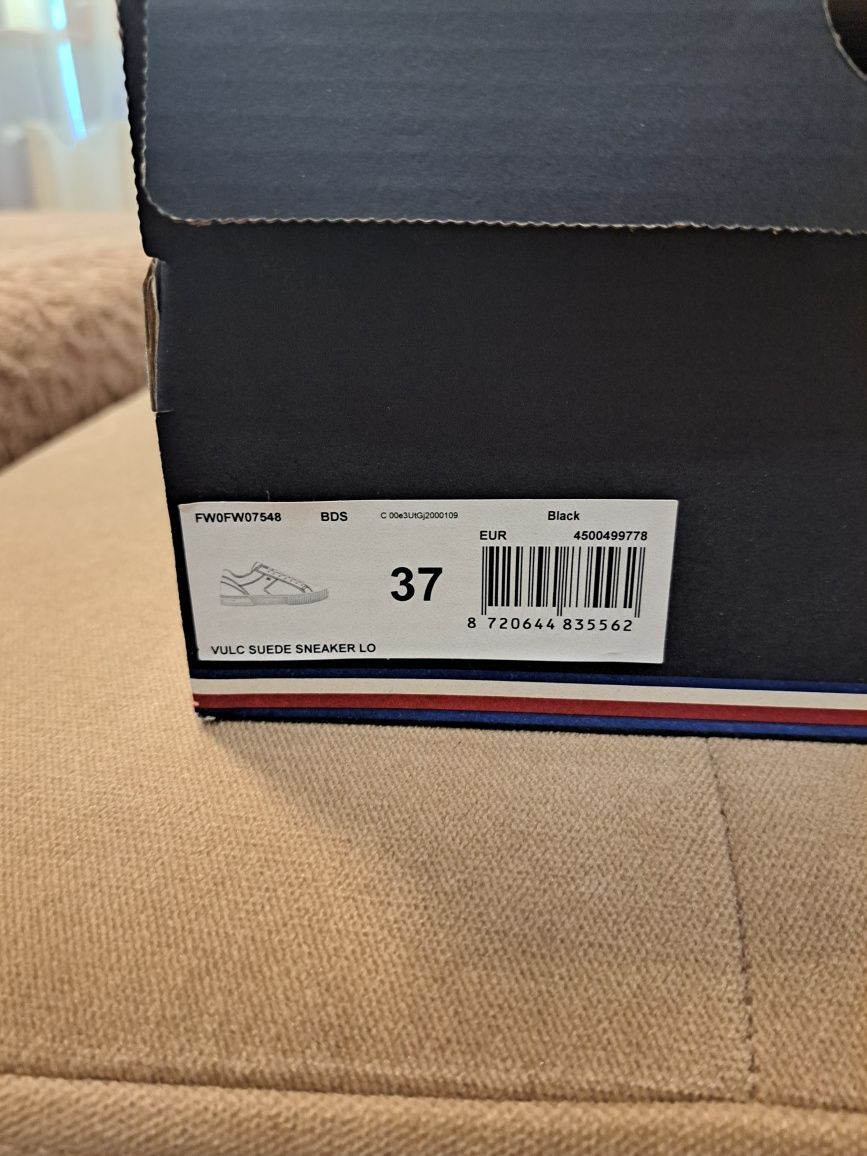 FW0FW07548 BDS C 00e3UtGj2000109 Black
EUR 4500499778
37
8 720644 835562
VULC SUEDE SNEAKER LO